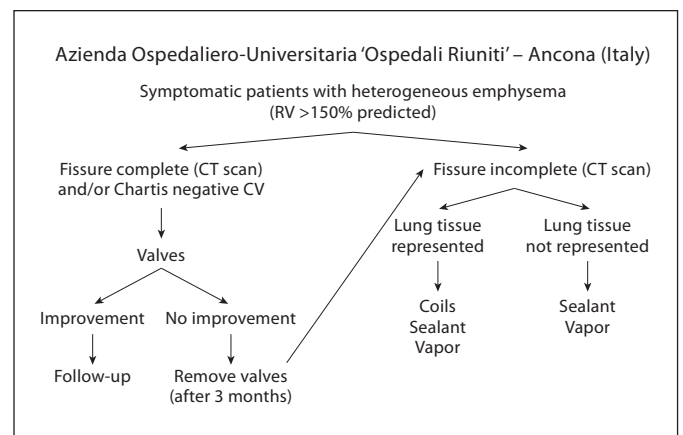 Azienda Ospedaliero-Universitaria ‘Ospedali Riuniti’ – Ancona (Italy)
Symptomatic patients with heterogeneous emphysema
(RV >150% predicted)
Fissure complete (CT scan)
and/or Chartis negative CV
Fissure incomplete (CT scan)
Valves
Lung tissue
represented
Lung tissue
not represented
Improvement
No improvement
Coils
Sealant
Vapor
Sealant
Vapor
Follow-up
Remove valves
(after 3 months)